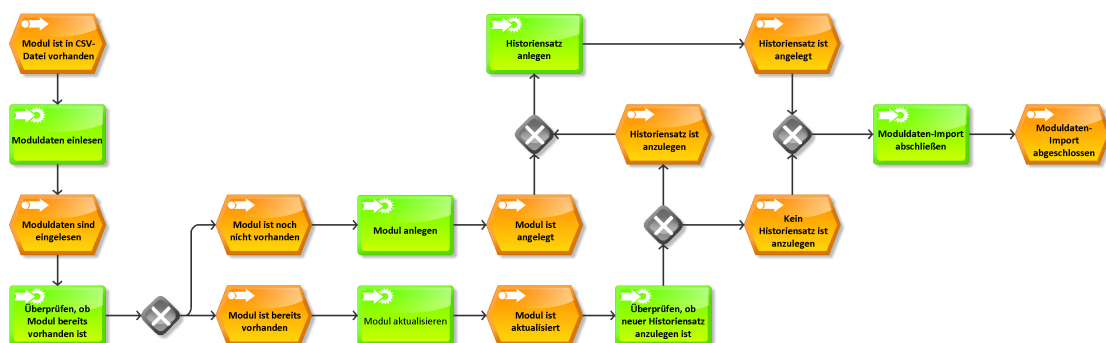 Modul ist in CSV-
Datei vorhanden
Moduldaten einlesen
Moduldaten sind
eingelesen
Überprüfen, ob
Modul bereits
vorhanden ist
Modul ist noch
nicht vorhanden
Modul anlegen
Modul ist
angelegt
Modul ist bereits
vorhanden
Modul aktualisieren
Modul ist
aktualisiert
Überprüfen, ob
neuer Historiensatz
anzulegen ist
Historiensatz ist
anzulegen
Kein
Historiensatz ist
anzulegen
Historiensatz
anlegen
Historiensatz ist
angelegt
Moduldaten-Import
abschließen
Moduldaten-
Import
abgeschlossen